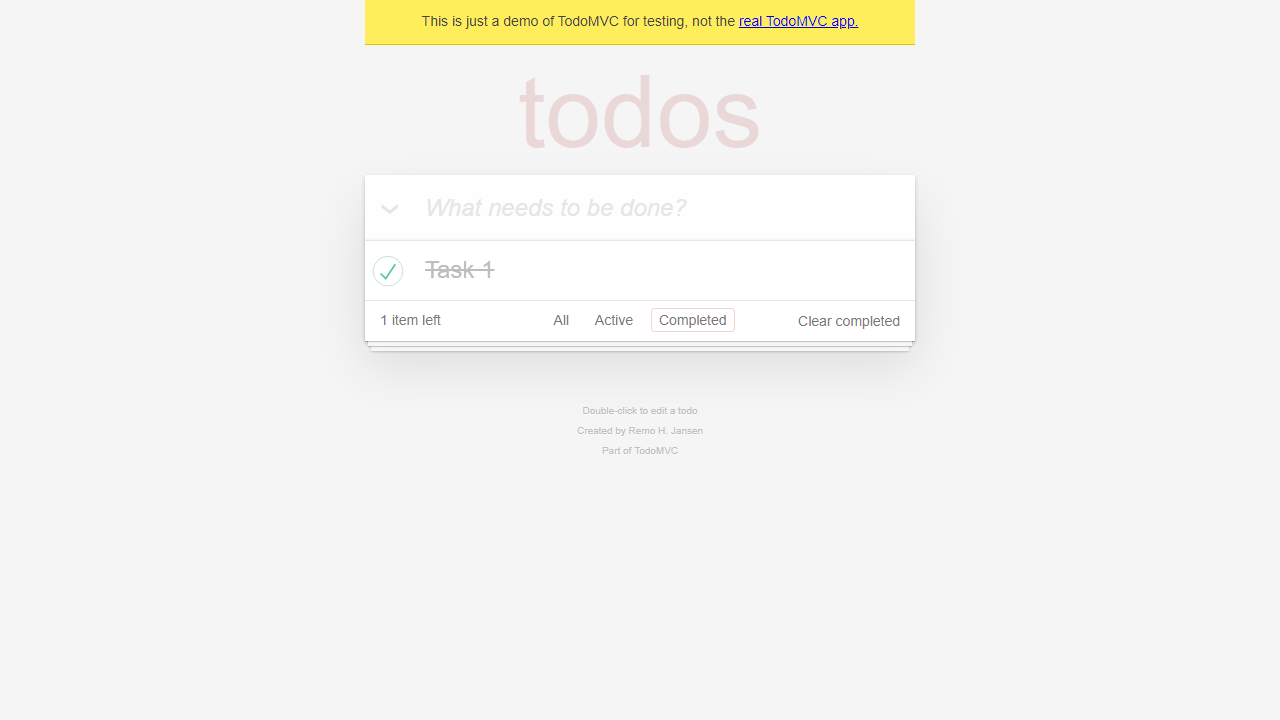 This is just a demo of TodoMVC for testing, not the real TodoMVC app.
todos
What needs to be done?
Task 1
1 item left All Active Completed Clear completed
Double-click to edit a todo
Created by Remo H. Jansen
Part of TodoMVC